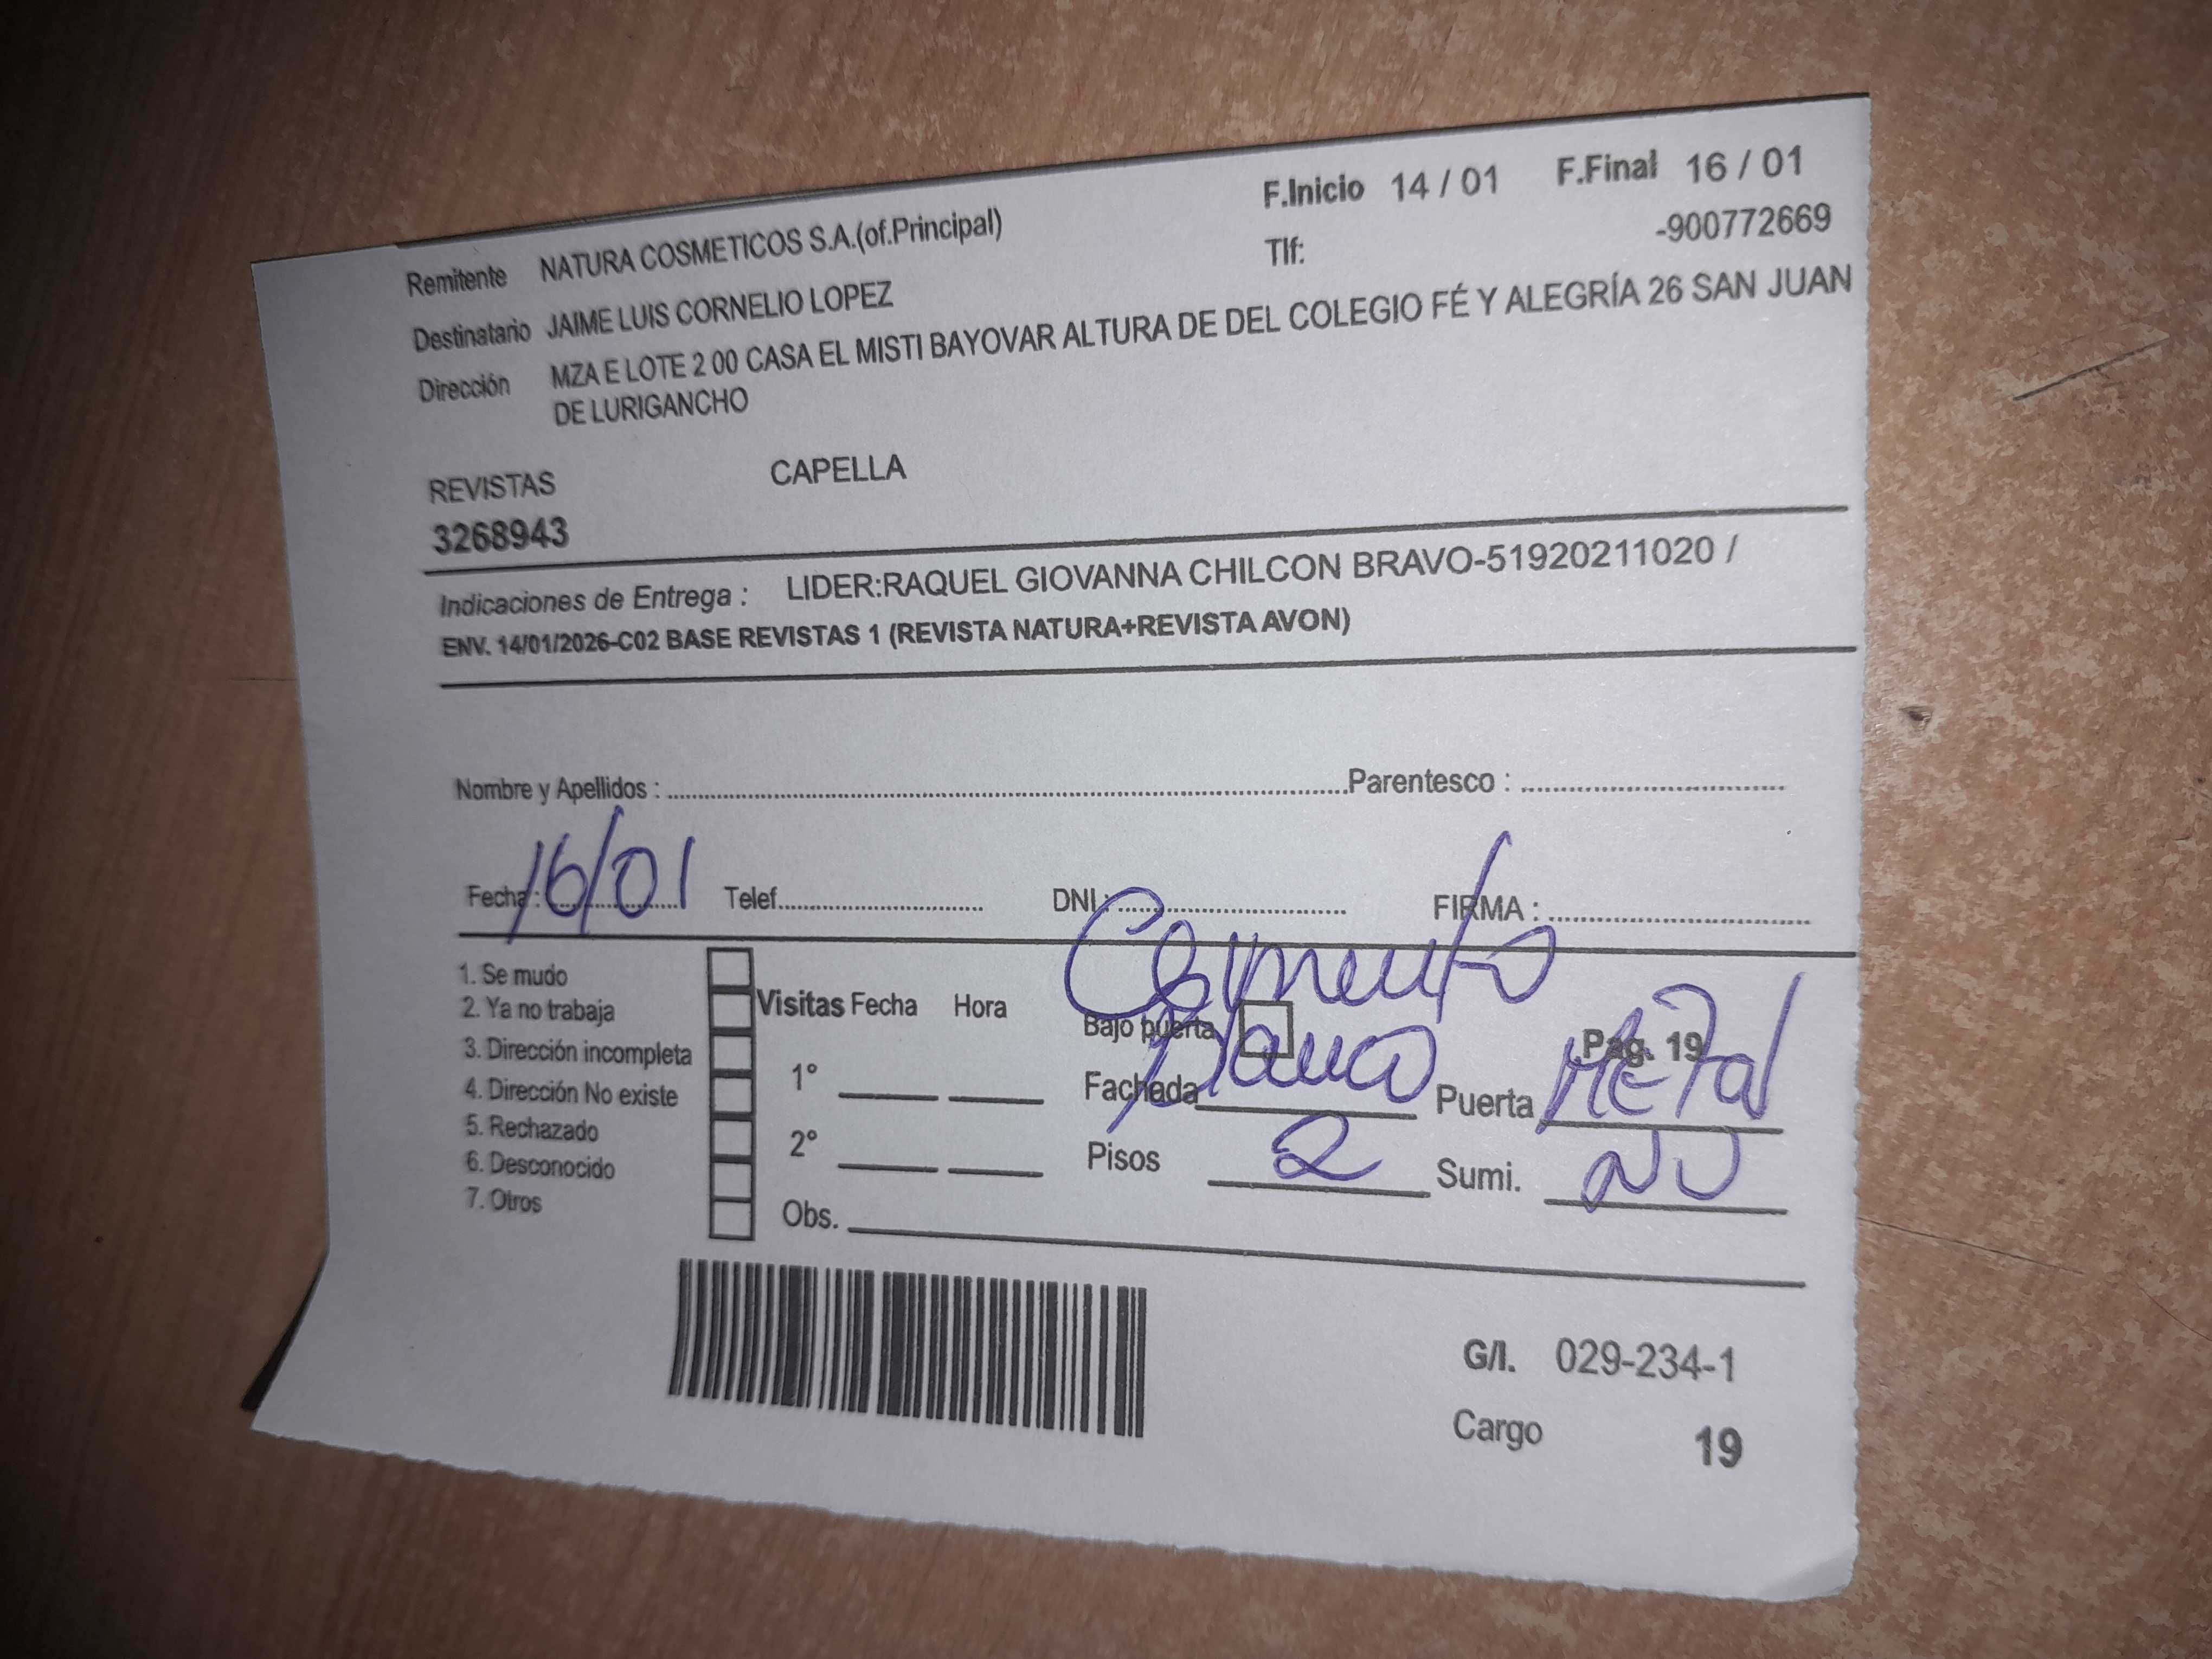 F.Inicio 14 / 01 F.Final 16 / 01
Remitente NATURA COSMETICOS S.A.(of.Principal) Tlf: -900772669
Destinatario JAIME LUIS CORNELIO LOPEZ
Dirección MZA E LOTE 2 00 CASA EL MISTI BAYOVAR ALTURA DE DEL COLEGIO FÉ Y ALEGRÍA 26 SAN JUAN
DE LURIGANCHO
REVISTAS CAPELLA
3268943
Indicaciones de Entrega : LIDER:RAQUEL GIOVANNA CHILCON BRAVO-51920211020 /
ENV. 14/01/2026-C02 BASE REVISTAS 1 (REVISTA NATURA+REVISTA AVON)
Nombre y Apellidos : Parentesco :
Fecha : 16/01 Telef. DNI : FIRMA :
Cemento
1. Se mudo
2. Ya no trabaja
3. Dirección incompleta
4. Dirección No existe
5. Rechazado
6. Desconocido
7. Otros
Visitas Fecha Hora
1°
2°
Obs.
Bajo puerta Pag. 19
Fachada blanco Puerta Metal
Pisos 2 Sumi.
G/I. 029-234-1
Cargo 19